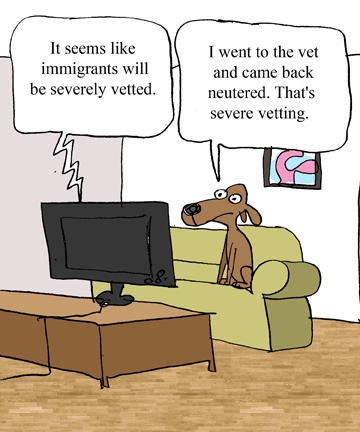 It seems like
immigrants will
be severely vetted.
I went to the vet
and came back
neutered. That's
severe vetting.